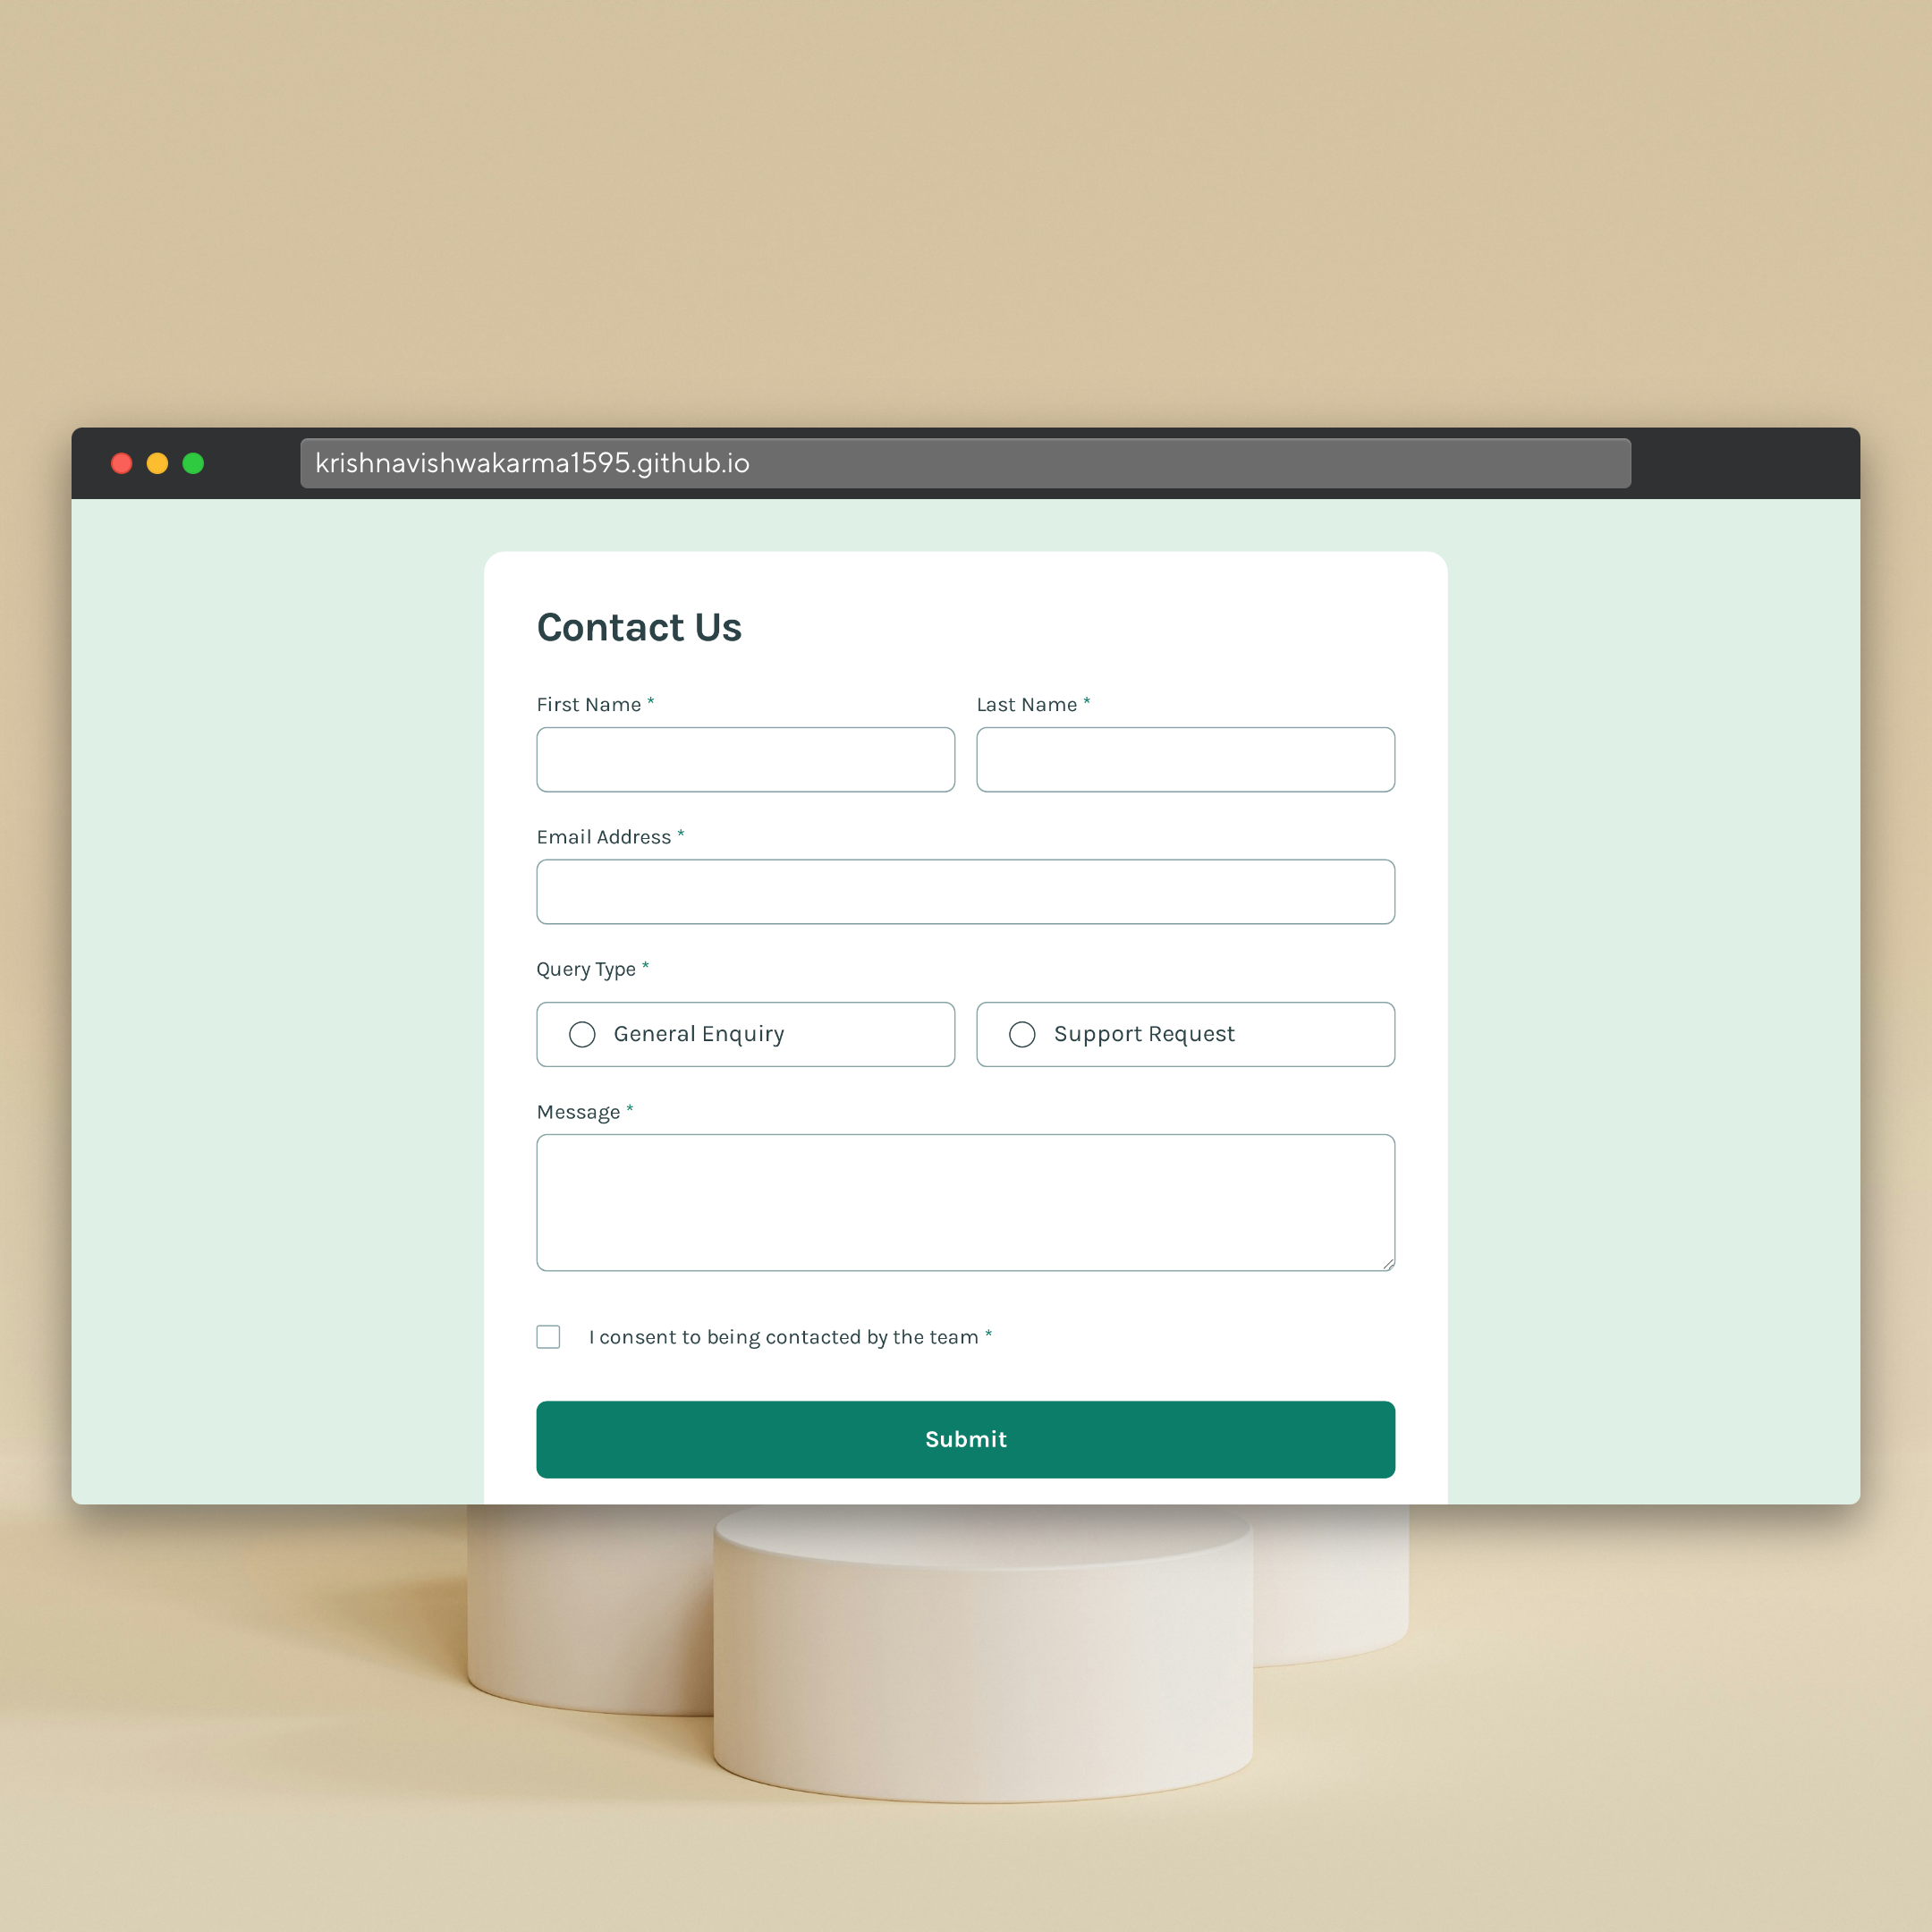 krishnavishwakarma1595.github.io
Contact Us
First Name * Last Name *
Email Address *
Query Type *
General Enquiry Support Request
Message *
I consent to being contacted by the team *
Submit